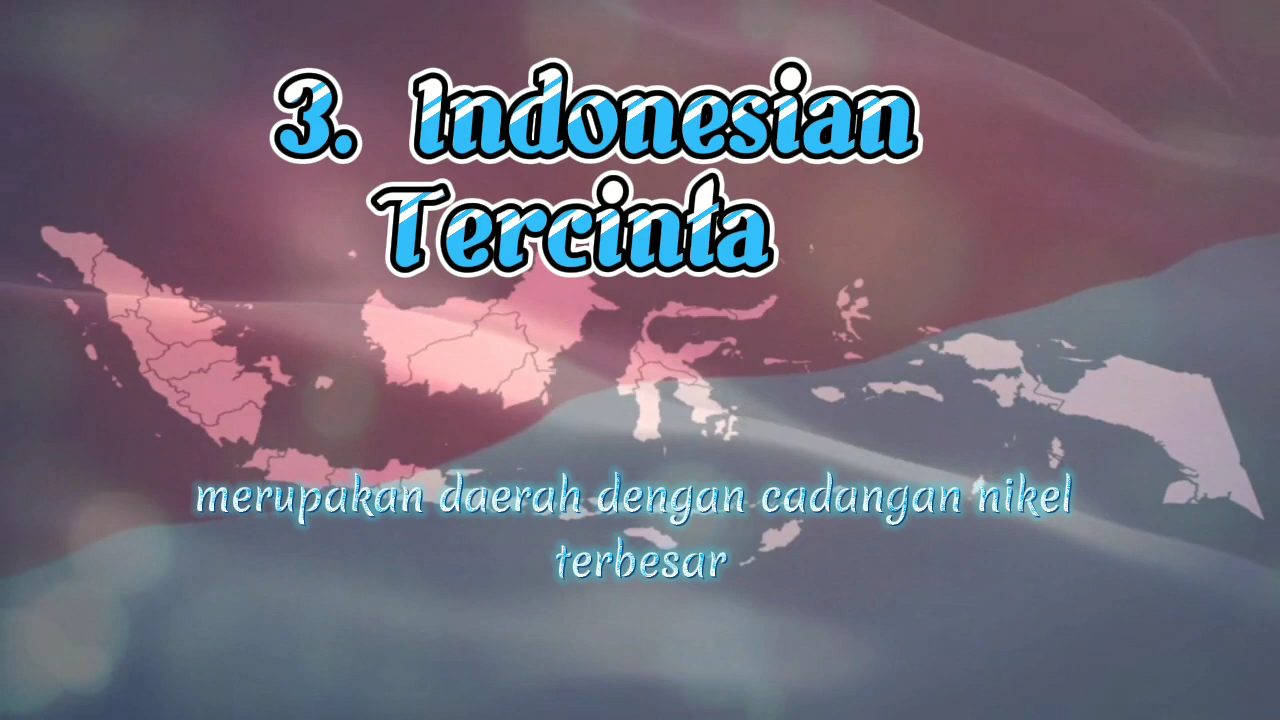 3. Indonesian
Tercinta
merupakan daerah dengan cadangan nikel
terbesar